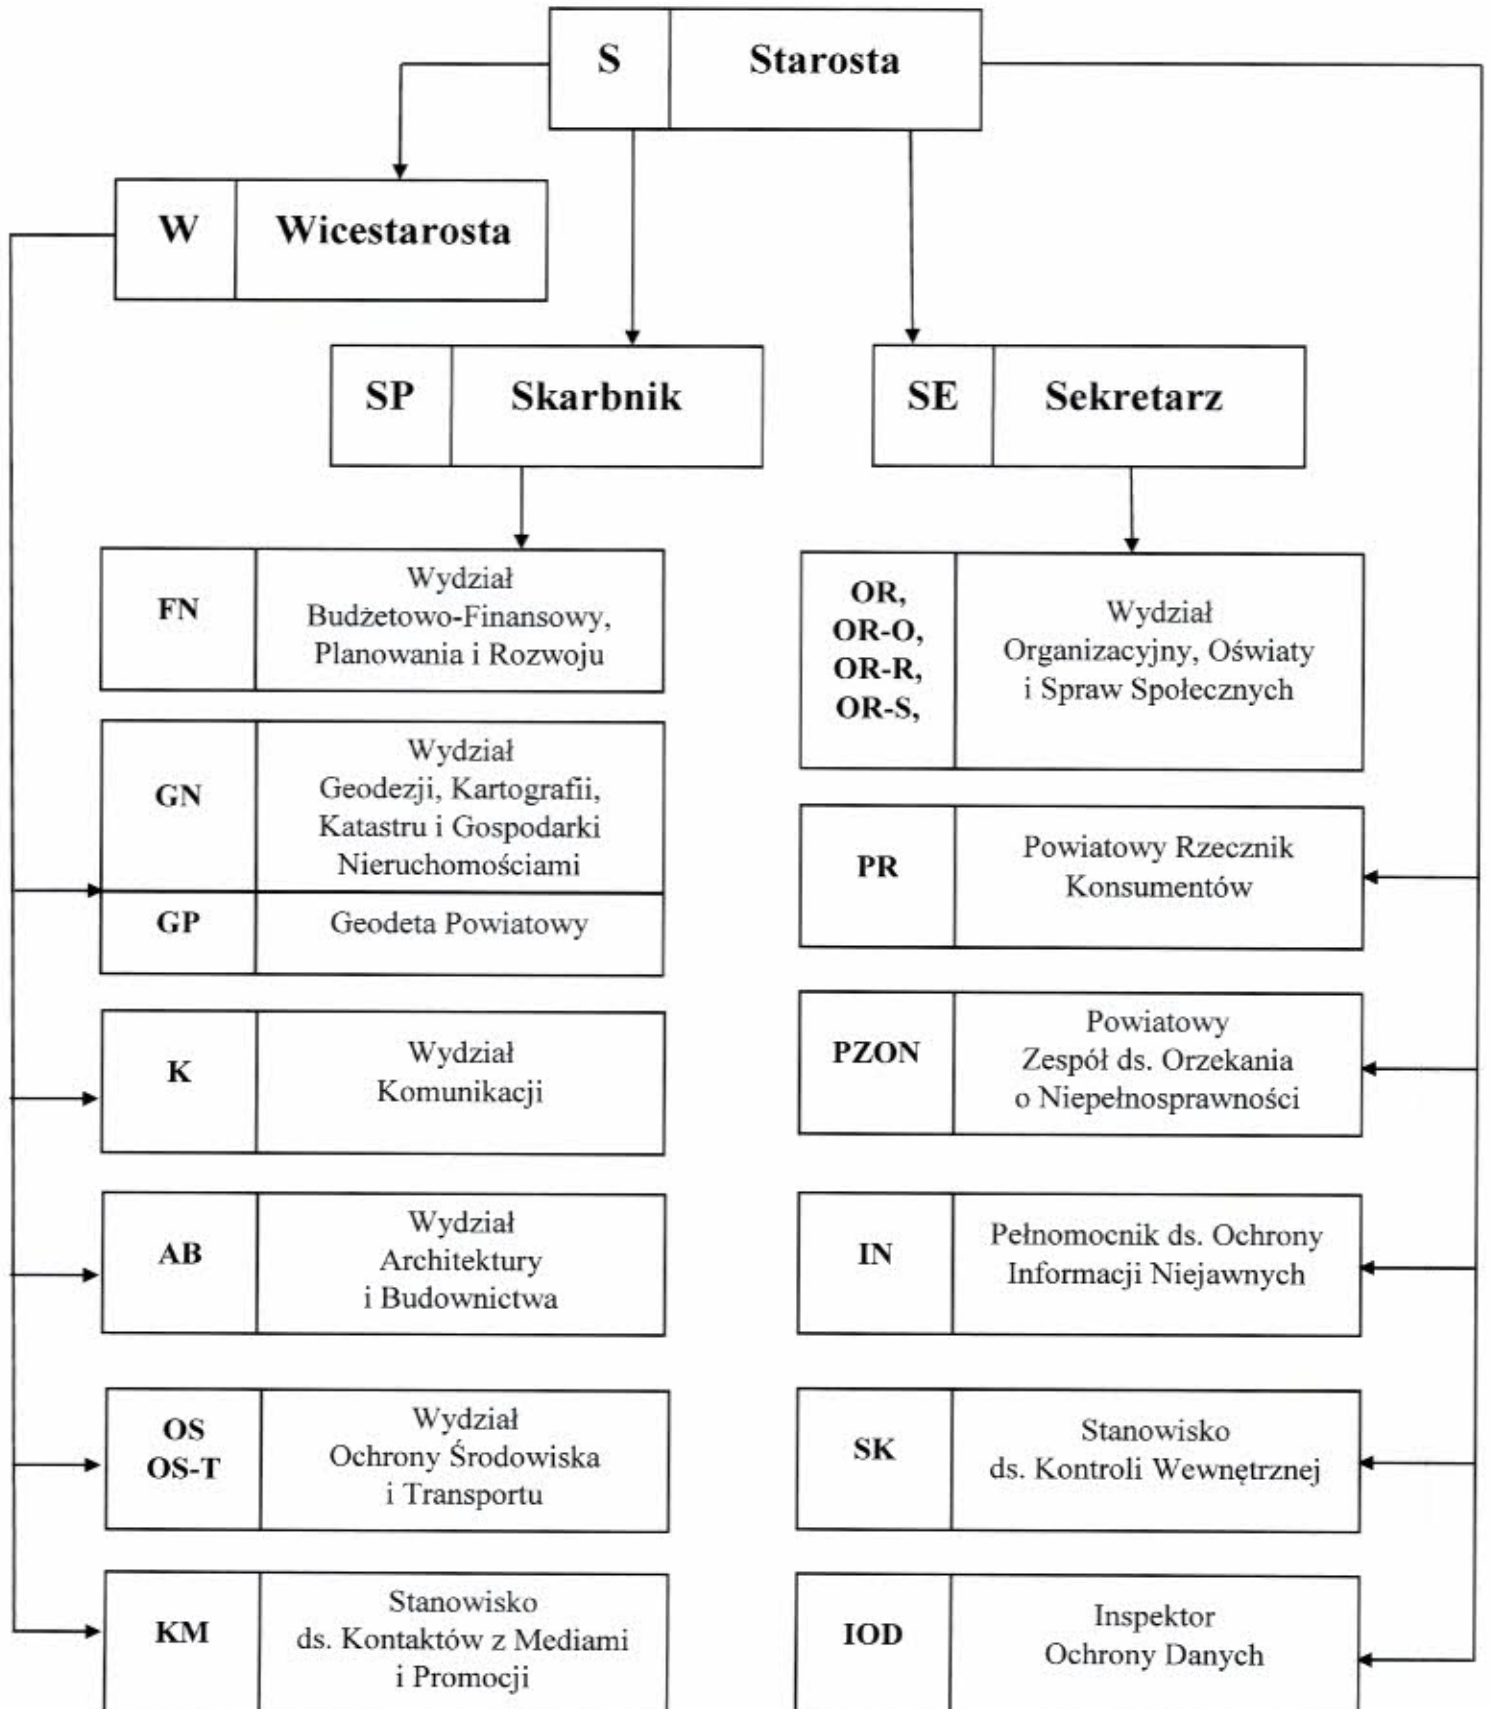 S Starosta
W Wicestarosta
SP Skarbnik
SE Sekretarz
FN
Wydział
Budżetowo-Finansowy,
Planowania i Rozwoju
OR,
OR-O,
OR-R,
OR-S,
Wydział
Organizacyjny, Oświaty
i Spraw Społecznych
GN
Wydział
Geodezji, Kartografii,
Katastru i Gospodarki
Nieruchomościami
GP Geodeta Powiatowy
PR
Powiatowy Rzecznik
Konsumentów
K
Wydział
Komunikacji
PZON
Powiatowy
Zespół ds. Orzekania
o Niepełnosprawności
AB
Wydział
Architektury
i Budownictwa
IN
Pełnomocnik ds. Ochrony
Informacji Niejawnych
OS
OS-T
Wydział
Ochrony Środowiska
i Transportu
SK
Stanowisko
ds. Kontroli Wewnętrznej
KM
Stanowisko
ds. Kontaktów z Mediami
i Promocji
IOD
Inspektor
Ochrony Danych